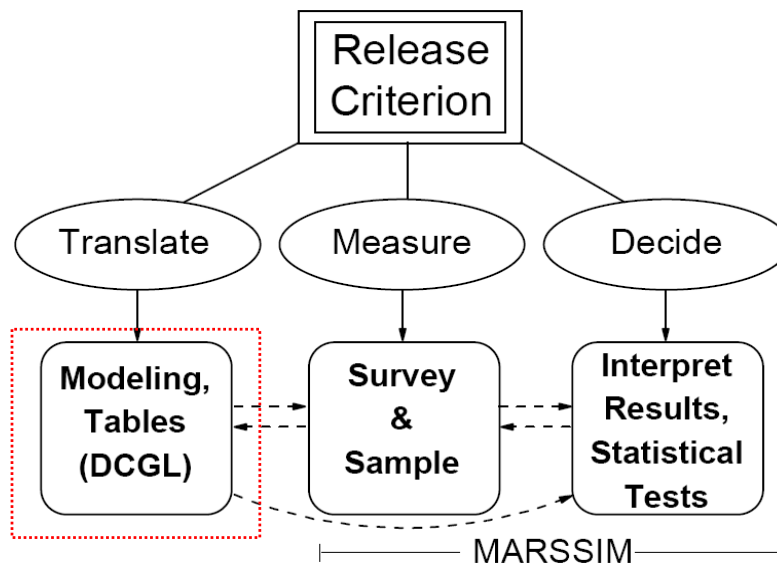 Release
Criterion
Translate
Measure
Decide
Modeling,
Tables
(DCGL)
Survey
&
Sample
Interpret
Results,
Statistical
Tests
MARSSIM